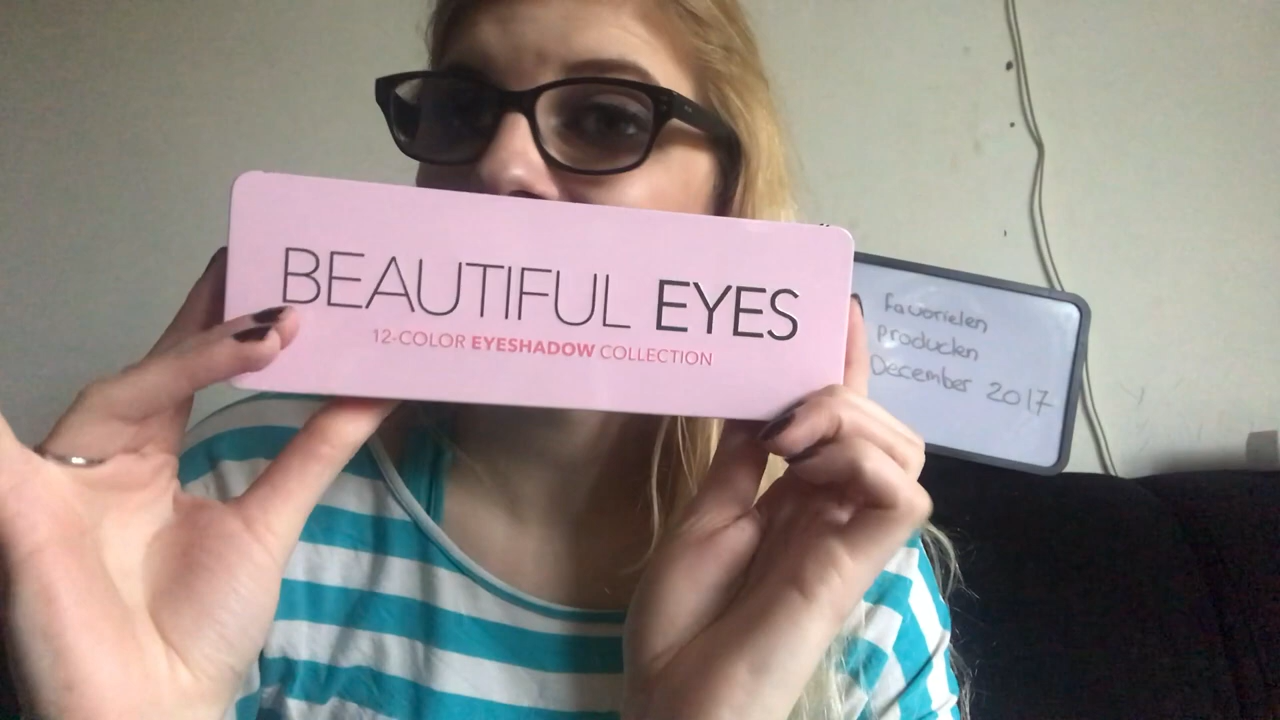 BEAUTIFUL EYES
12-COLOR EYESHADOW COLLECTION
Favorieten
producten
December 2017